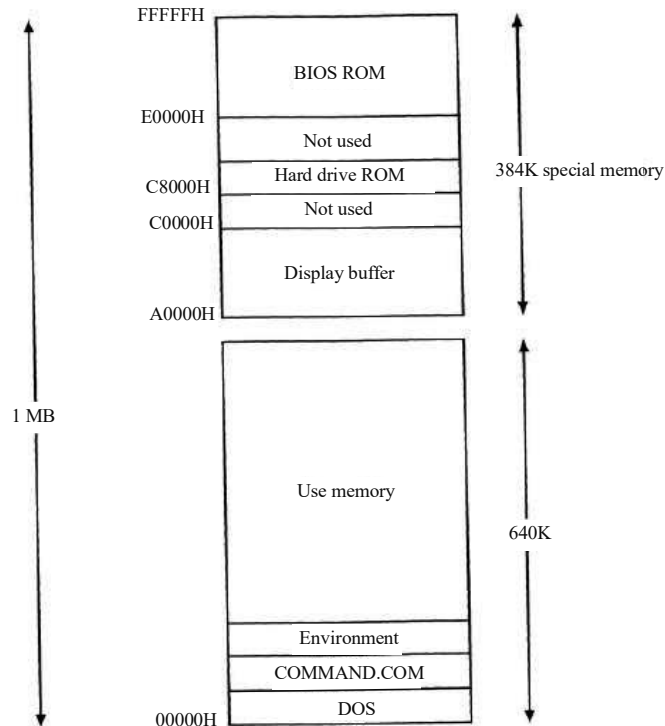 FFFFFH
BIOS ROM
E0000H
Not used
384K special memory
Hard drive ROM
C8000H
Not used
C0000H
Display buffer
A0000H
1 MB
Use memory
640K
Environment
COMMAND.COM
DOS
00000H